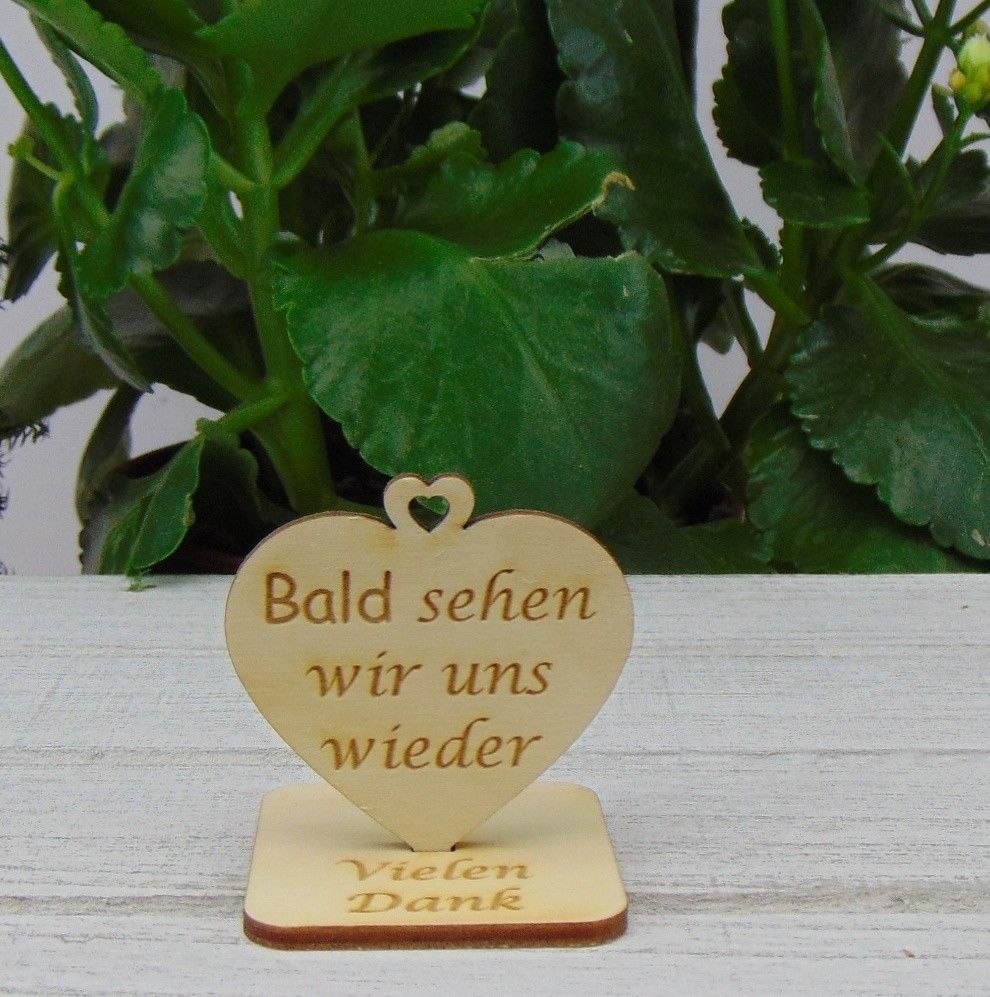 Bald sehen
wir uns
wieder
Vielen
Dank